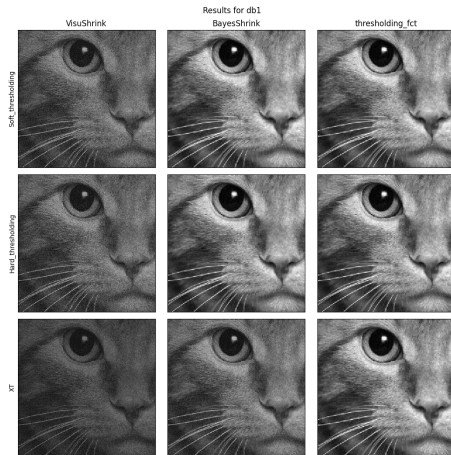 Results for db1
VisuShrink
BayesShrink
thresholding_fct
Soft_thresholding
Hard_thresholding
XT